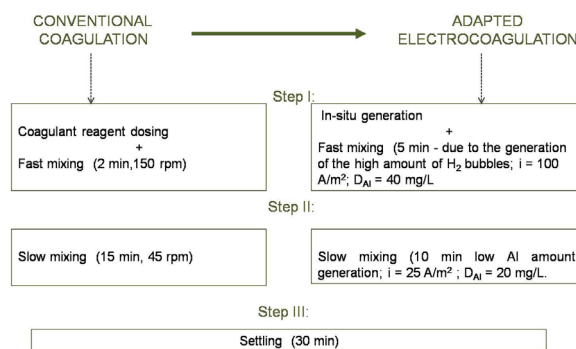 CONVENTIONAL
COAGULATION
ADAPTED
ELECTROCOAGULATION
Step I:
Coagulant reagent dosing
+
Fast mixing (2 min,150 rpm)
In-situ generation
+
Fast mixing (5 min - due to the generation
of the high amount of H₂ bubbles; i = 100
A/m²; D_Al = 40 mg/L
Step II:
Slow mixing (15 min, 45 rpm)
Slow mixing (10 min low Al amount
generation; i = 25 A/m² ; D_Al = 20 mg/L.
Step III:
Settling (30 min)